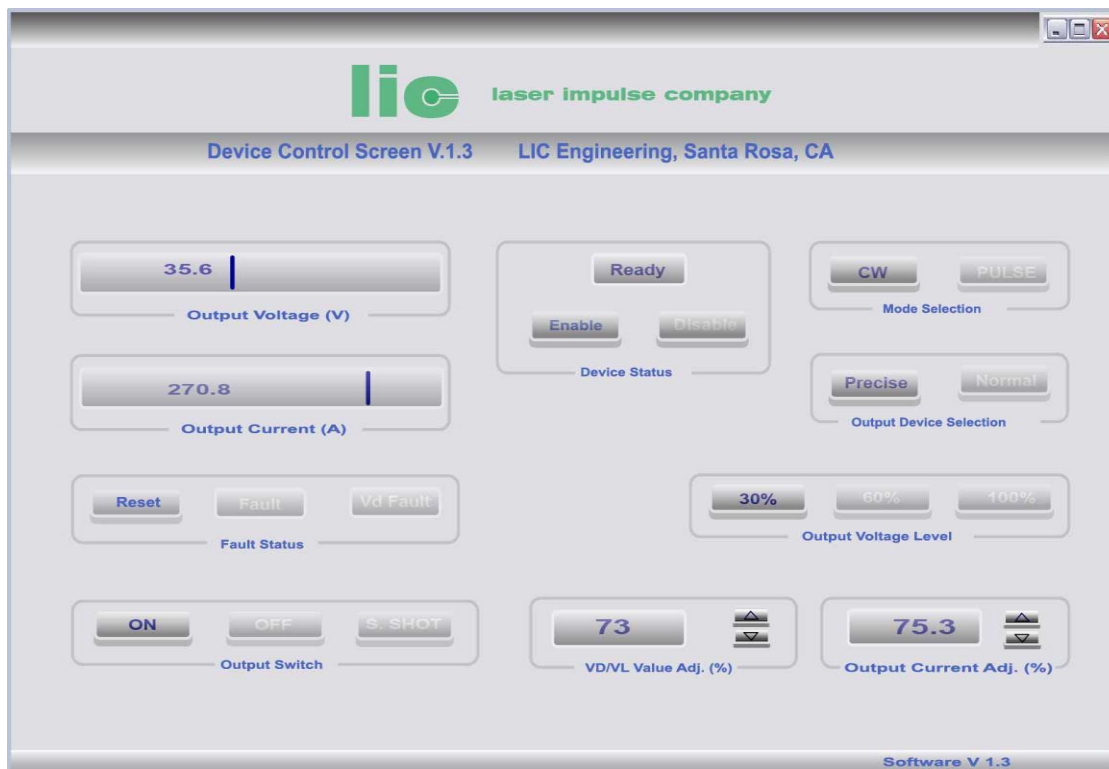 lic laser impulse company
Device Control Screen V.1.3 LIC Engineering, Santa Rosa, CA
35.6
Output Voltage (V)
270.8
Output Current (A)
Ready
Enable Disable
Device Status
CW PULSE
Mode Selection
Precise Normal
Output Device Selection
Reset Fault Vd Fault
Fault Status
30% 60% 100%
Output Voltage Level
ON OFF S. SHOT
Output Switch
73
VD/VL Value Adj. (%)
75.3
Output Current Adj. (%)
Software V 1.3